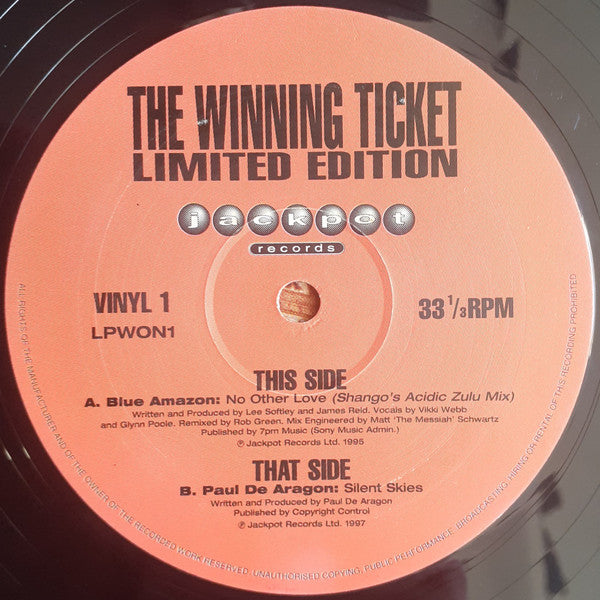 THE WINNING TICKET
LIMITED EDITION
jackpot
records
VINYL 1
LPWON1
33 1/3 RPM
THIS SIDE
A. Blue Amazon: No Other Love (Shango's Acidic Zulu Mix)
Written and Produced by Lee Softley and James Reid. Vocals by Vikki Webb
and Glynn Poole. Remixed by Rob Green. Mix Engineered by Matt 'The Messiah' Schwartz
Published by 7pm Music (Sony Music Admin.)
℗ Jackpot Records Ltd. 1995
THAT SIDE
B. Paul De Aragon: Silent Skies
Written and Produced by Paul De Aragon
Published by Copyright Control
℗ Jackpot Records Ltd. 1997
ALL RIGHTS OF THE MANUFACTURER AND OF THE OWNER OF THE RECORDED WORK RESERVED. UNAUTHORISED COPYING, PUBLIC PERFORMANCE, BROADCASTING, HIRING OR RENTAL OF THIS RECORDING PROHIBITED